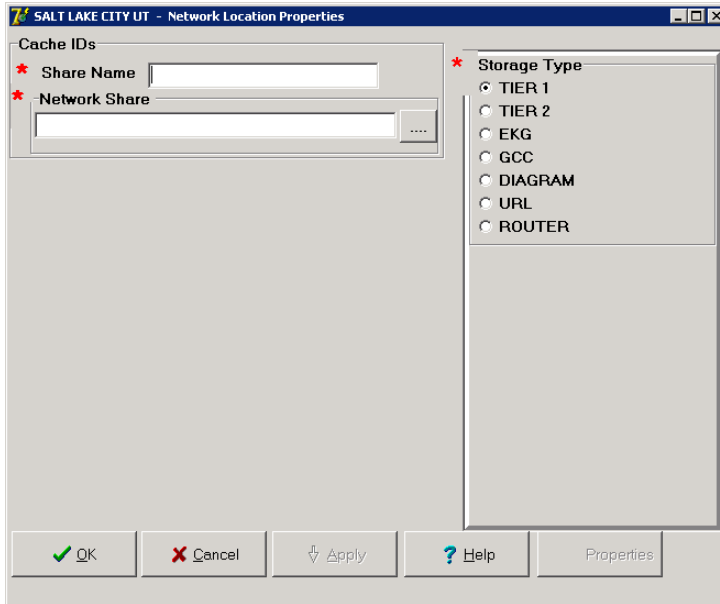 SALT LAKE CITY UT - Network Location Properties
Cache IDs
* Share Name
* Network Share
....
* Storage Type
TIER 1
TIER 2
EKG
GCC
DIAGRAM
URL
ROUTER
OK
Cancel
Apply
Help
Properties